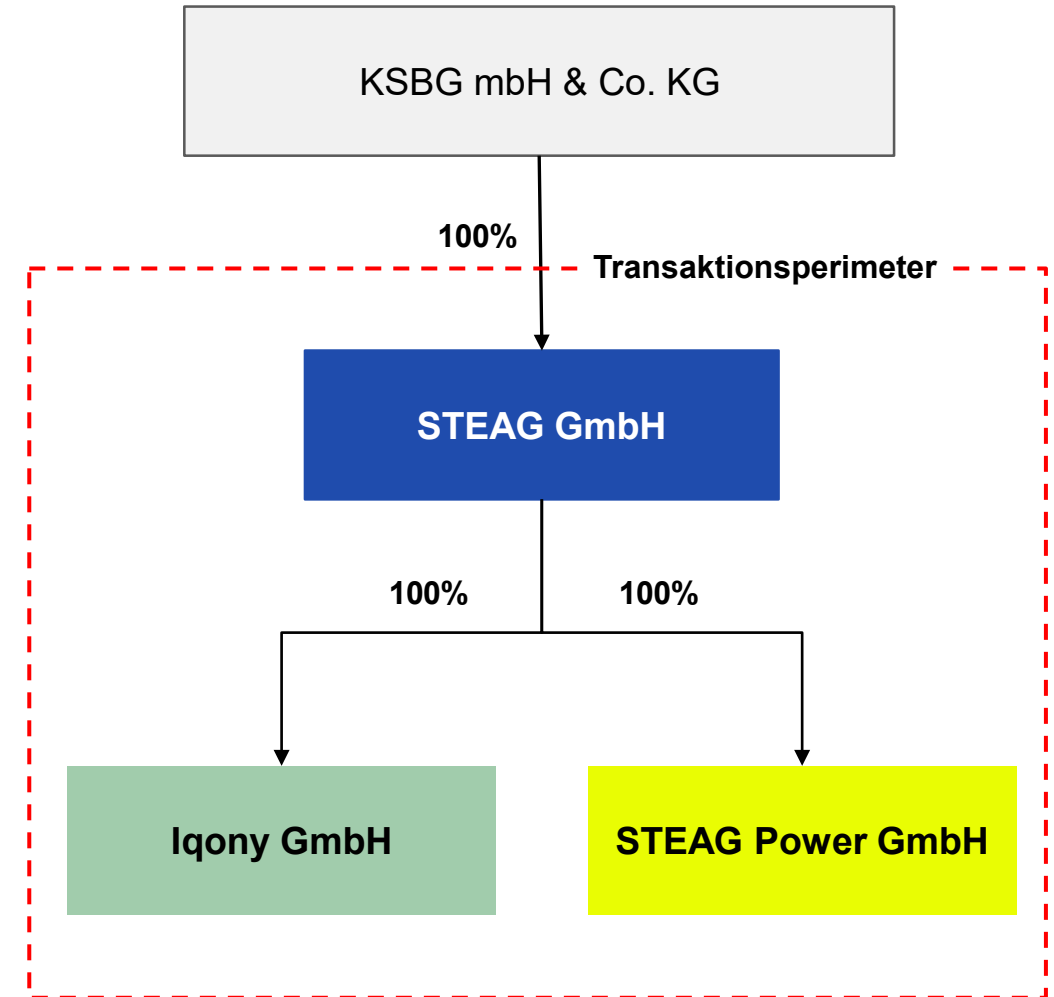 KSBG mbH & Co. KG
100%
Transaktionsperimeter
STEAG GmbH
100%
100%
Iqony GmbH
STEAG Power GmbH